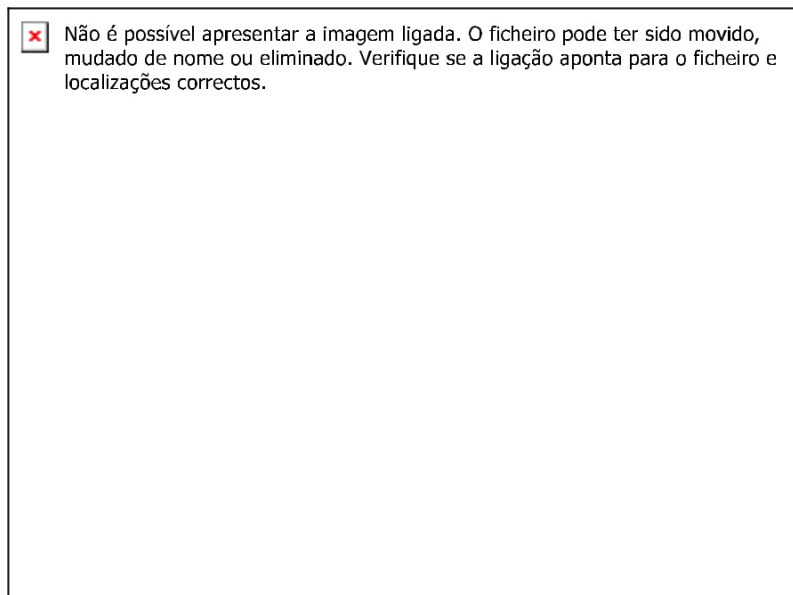 Não é possível apresentar a imagem ligada. O ficheiro pode ter sido movido,
mudado de nome ou eliminado. Verifique se a ligação aponta para o ficheiro e
localizações correctos.